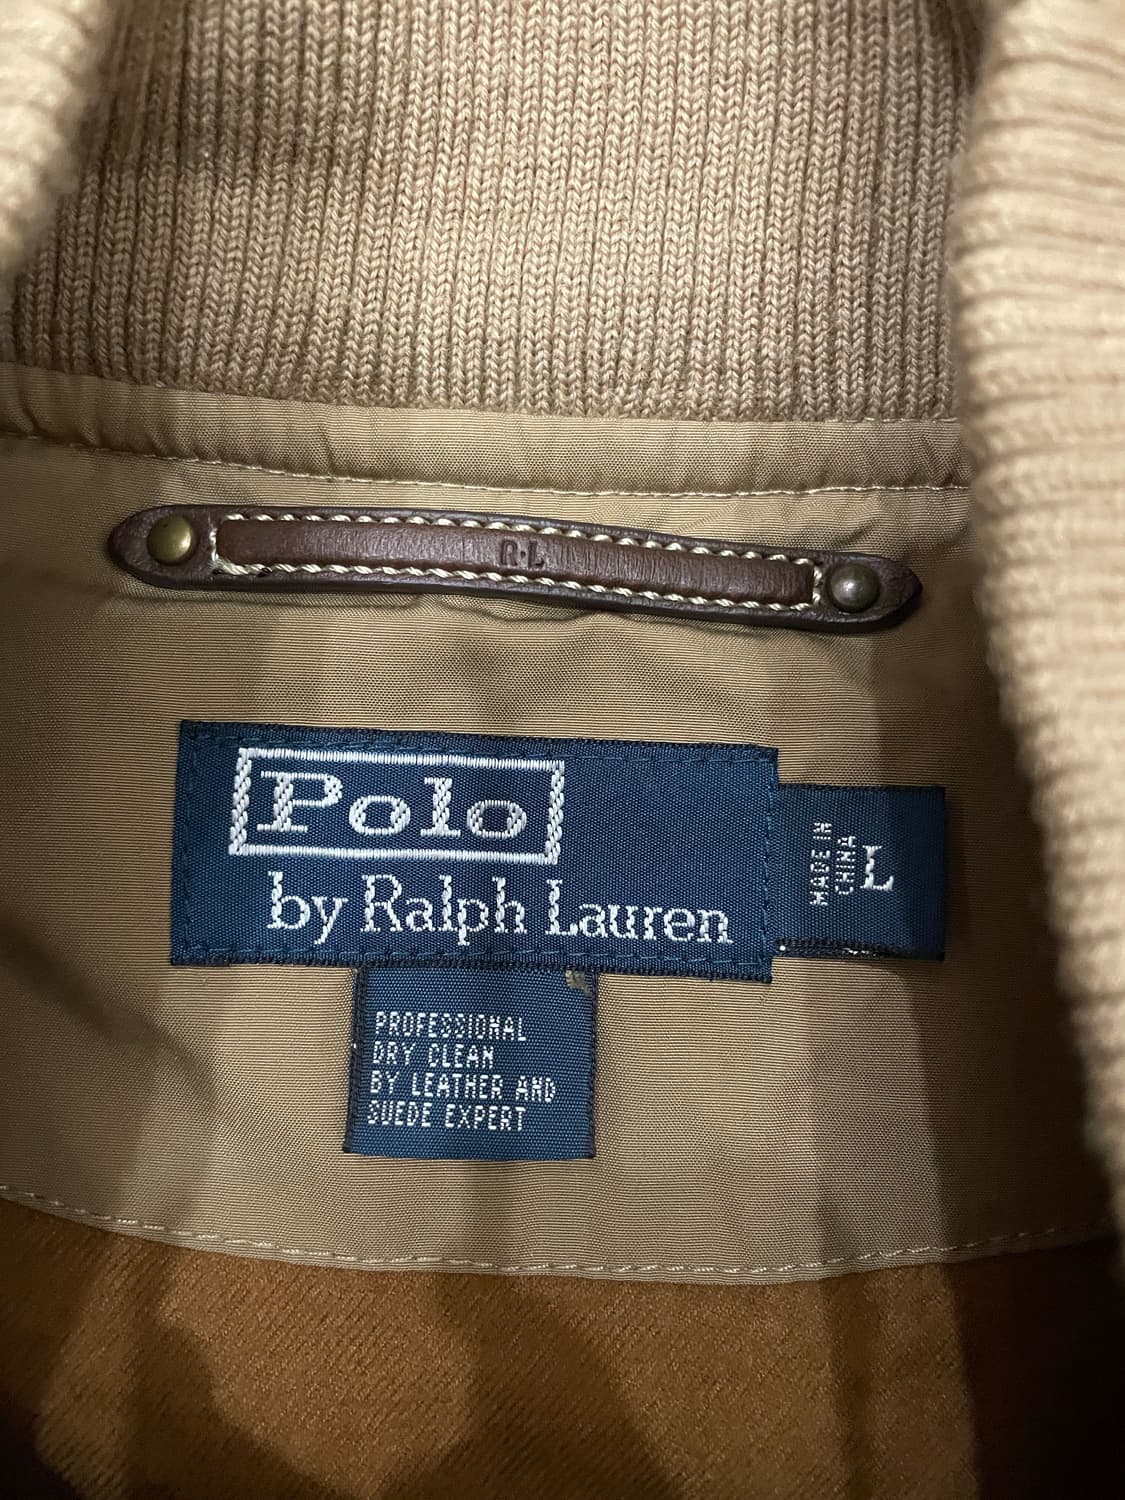 R·L
Polo
by Ralph Lauren
MADE IN
CHINA
L
PROFESSIONAL
DRY CLEAN
BY LEATHER AND
SUEDE EXPERT